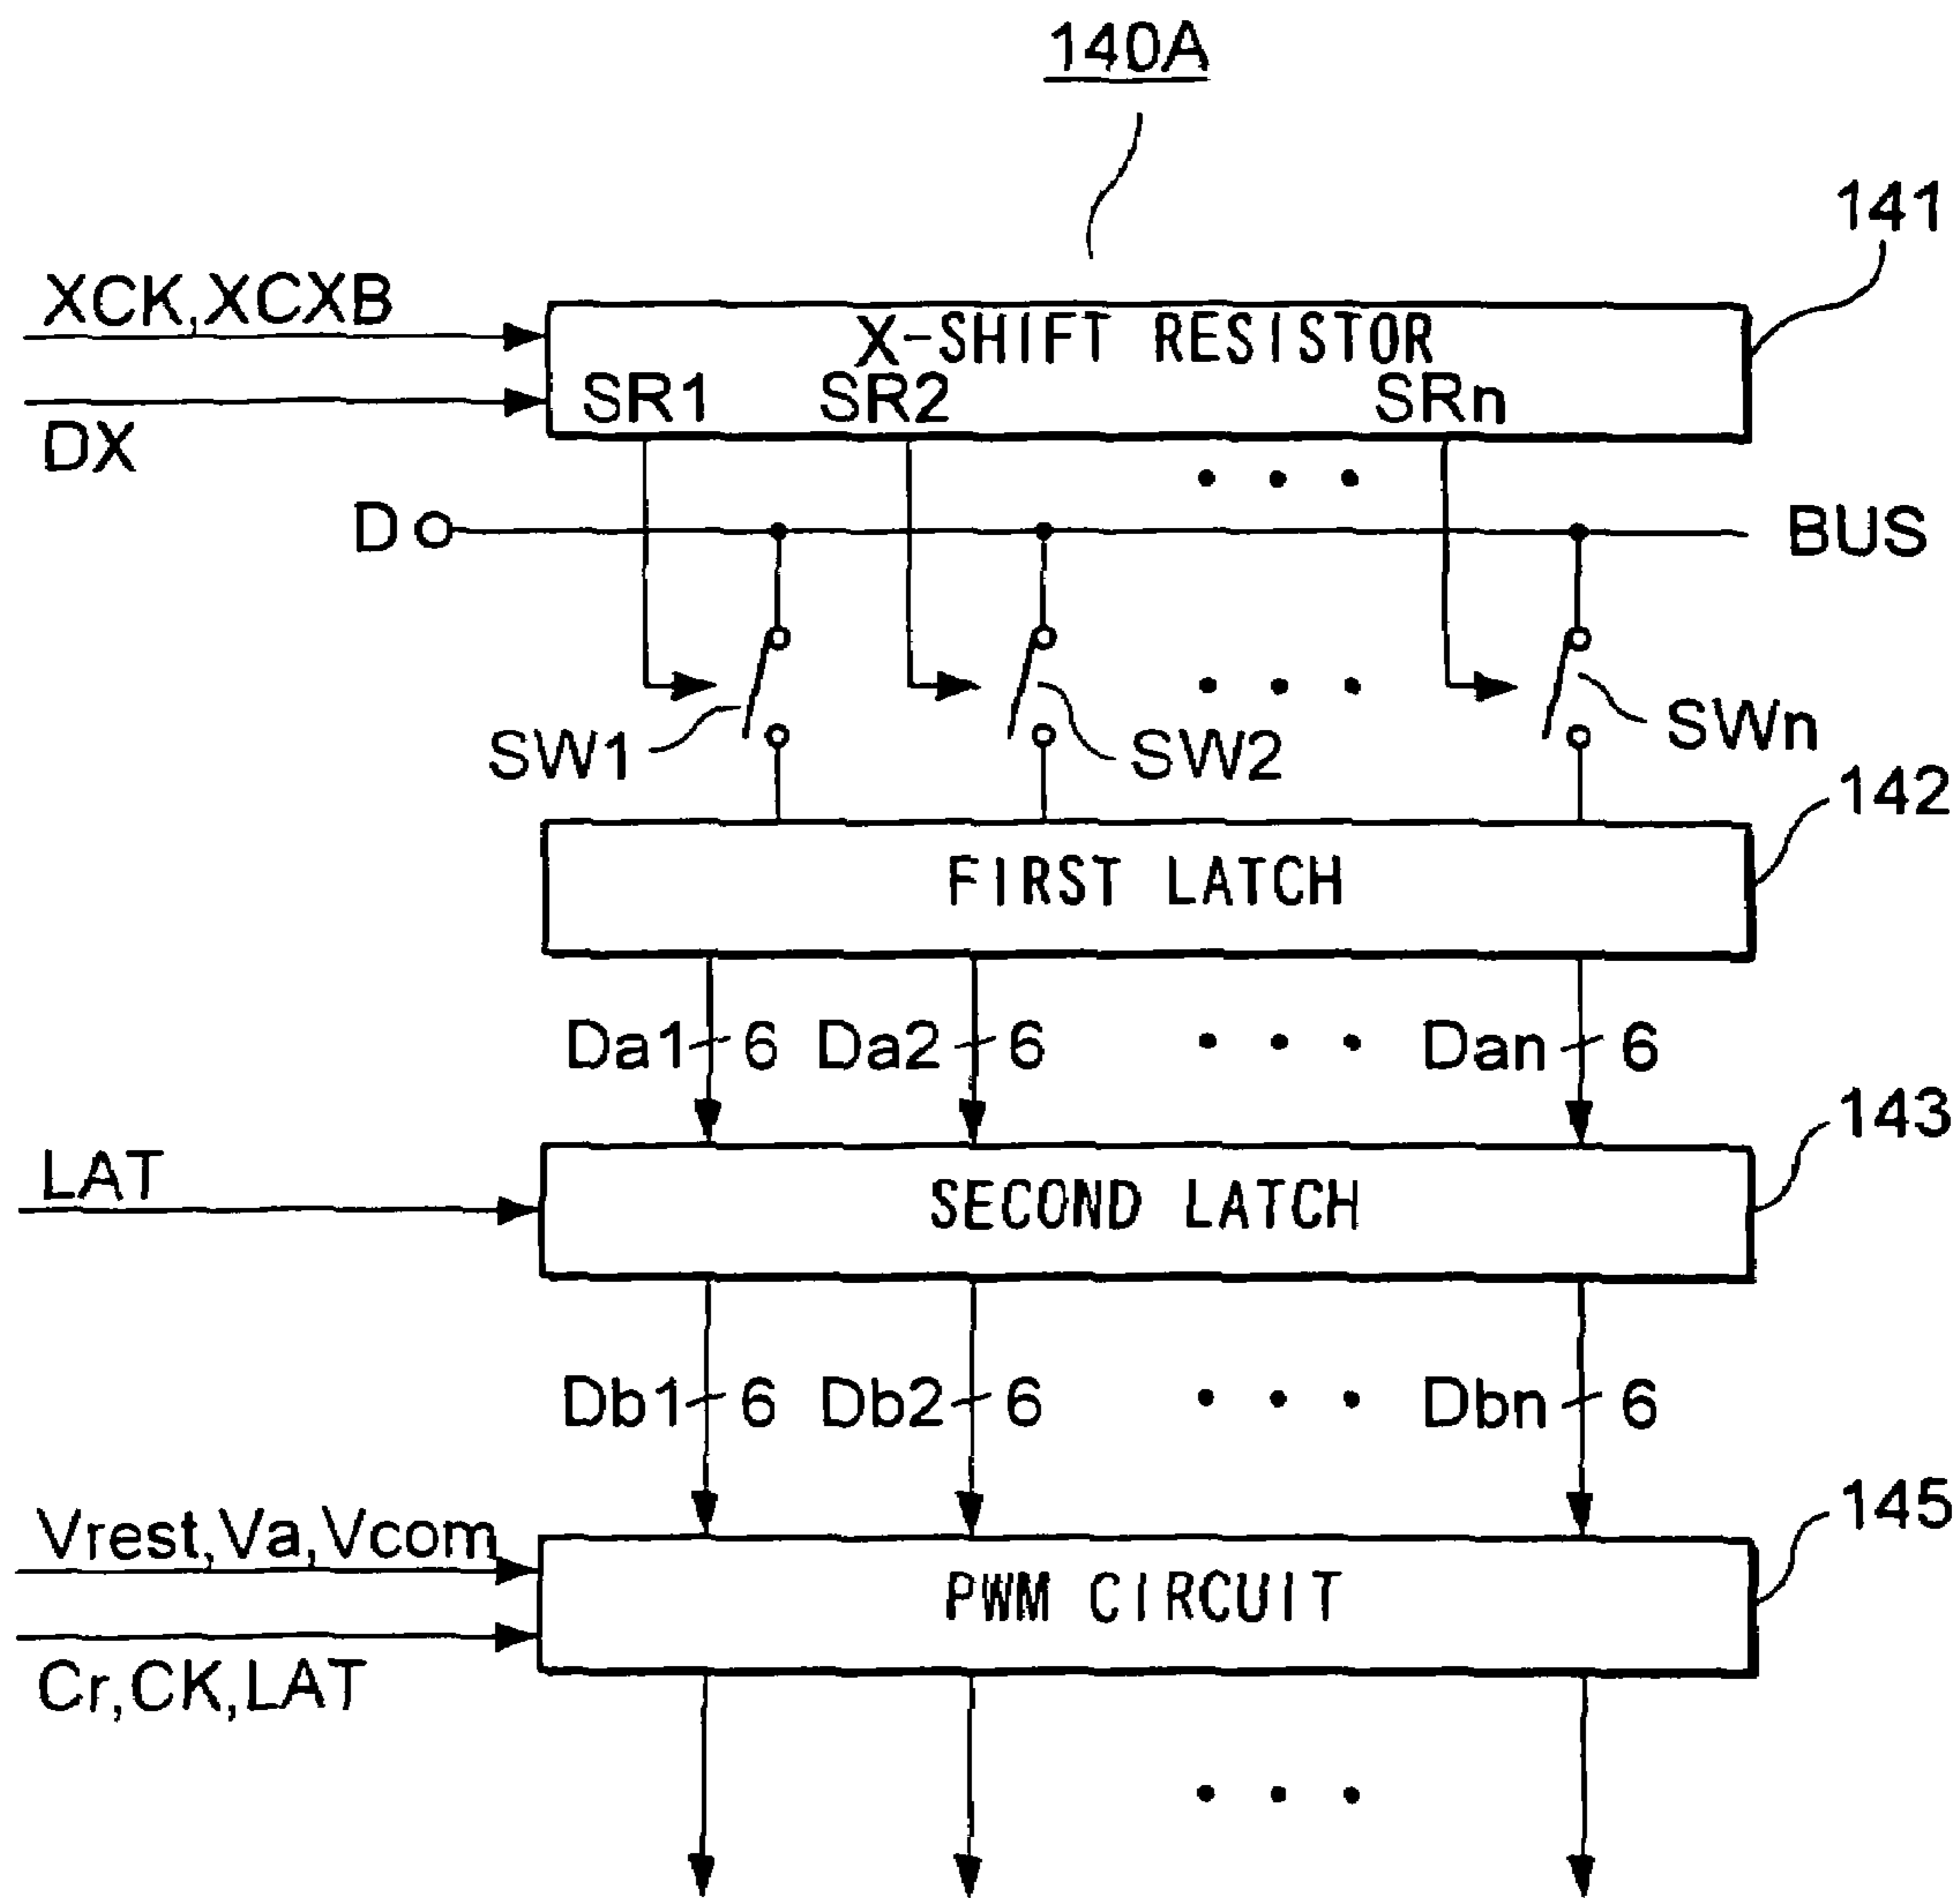 140A
141
XCK,XCXB
X-SHIFT RESISTOR
SR1 SR2 SRn
DX
D BUS
SW1 SW2 SWn
142
FIRST LATCH
Da1 6 Da2 6 Dan 6
143
LAT
SECOND LATCH
Db1 6 Db2 6 Dbn 6
145
Vrest,Va,Vcom
PWM CIRCUIT
Cr,CK,LAT